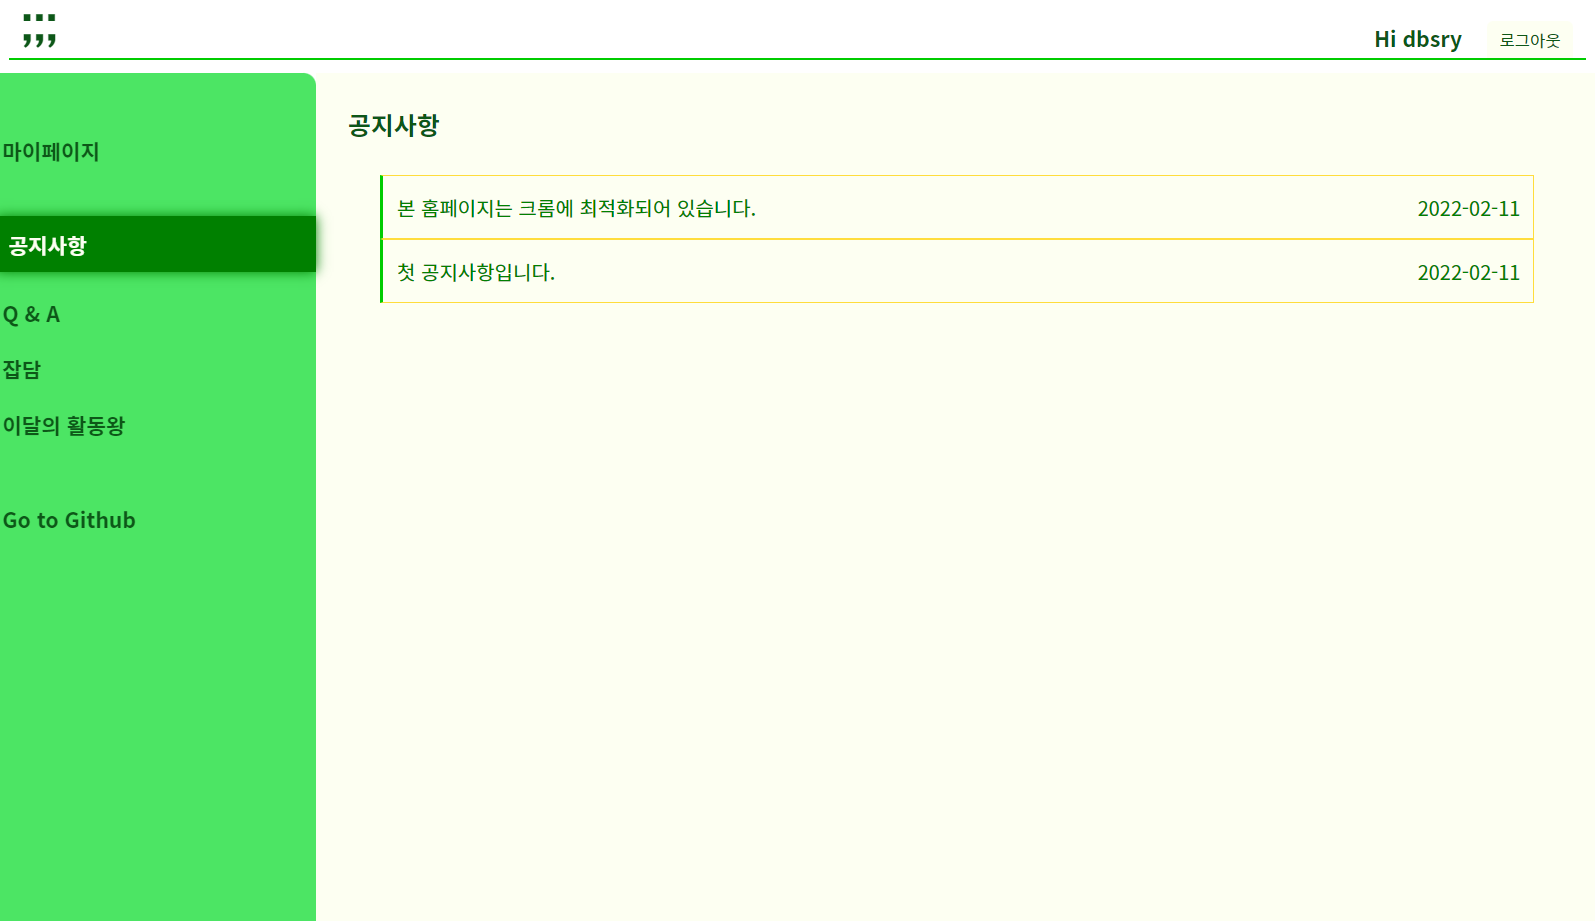 ;;;
Hi dbsry 로그아웃
마이페이지
공지사항
Q & A
잡담
이달의 활동왕
Go to Github
공지사항
본 홈페이지는 크롬에 최적화되어 있습니다. 2022-02-11
첫 공지사항입니다. 2022-02-11